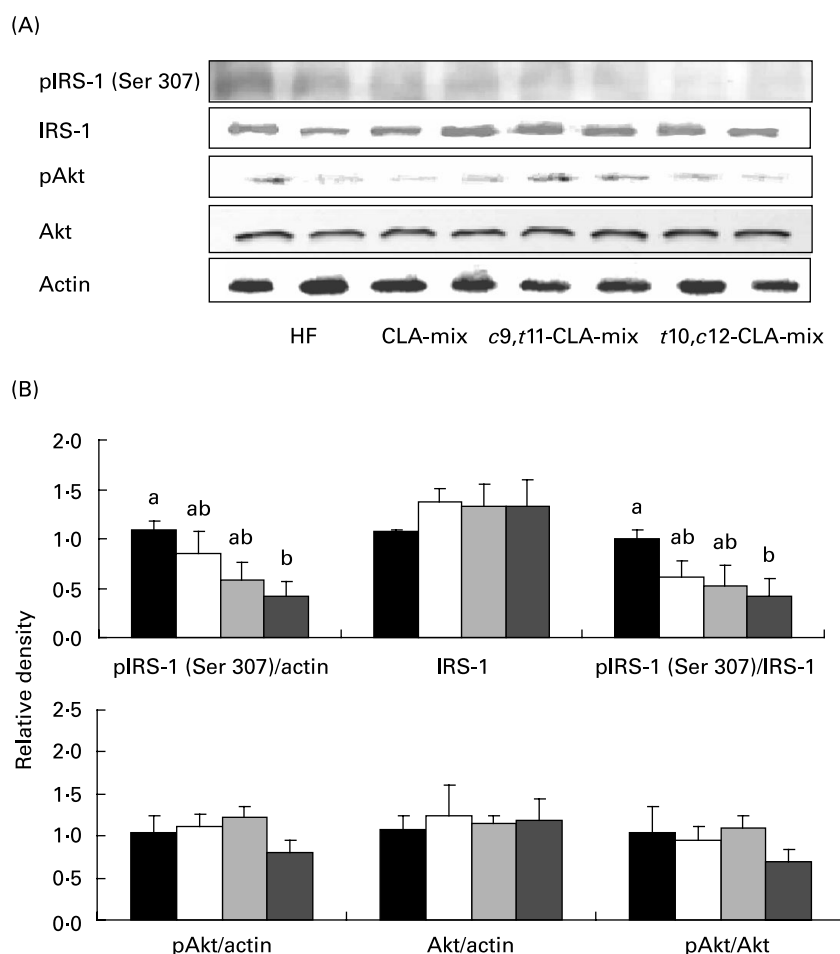 (A)
pIRS-1 (Ser 307)
IRS-1
pAkt
Akt
Actin
HF CLA-mix c9,t11-CLA-mix t10,c12-CLA-mix
(B)
Relative density
2·0
1·5
1·0
0·5
0·0
a ab ab b
a ab ab b
pIRS-1 (Ser 307)/actin IRS-1 pIRS-1 (Ser 307)/IRS-1
2·5
2·0
1·5
1·0
0·5
0·0
pAkt/actin Akt/actin pAkt/Akt